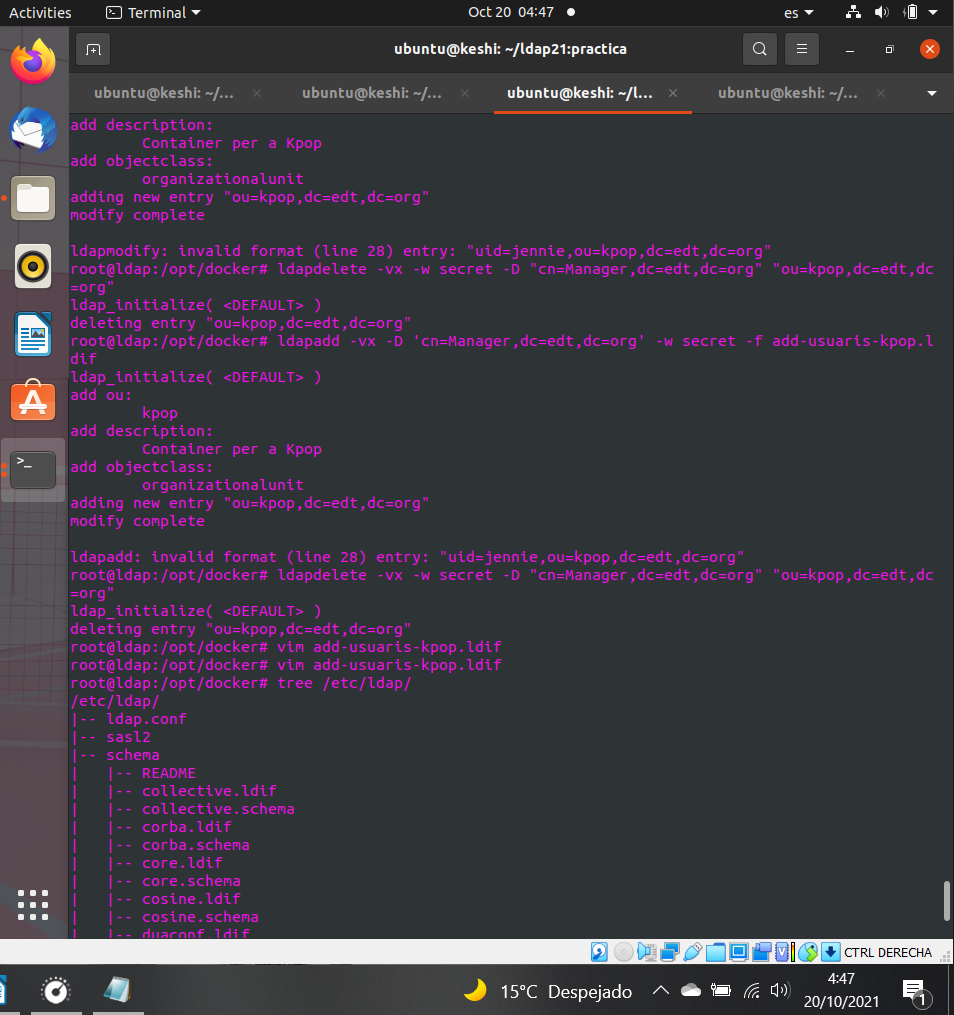 Activities
Terminal
Oct 20 04:47
es
ubuntu@keshi: ~/ldap21:practica
ubuntu@keshi: ~/...
ubuntu@keshi: ~/...
ubuntu@keshi: ~/l...
ubuntu@keshi: ~/...
add description:
Container per a Kpop
add objectclass:
organizationalunit
adding new entry "ou=kpop,dc=edt,dc=org"
modify complete
ldapmodify: invalid format (line 28) entry: "uid=jennie,ou=kpop,dc=edt,dc=org"
root@ldap:/opt/docker# ldapdelete -vx -w secret -D "cn=Manager,dc=edt,dc=org" "ou=kpop,dc=edt,dc
=org"
ldap_initialize( <DEFAULT> )
deleting entry "ou=kpop,dc=edt,dc=org"
root@ldap:/opt/docker# ldapadd -vx -D 'cn=Manager,dc=edt,dc=org' -w secret -f add-usuaris-kpop.l
dif
ldap_initialize( <DEFAULT> )
add ou:
kpop
add description:
Container per a Kpop
add objectclass:
organizationalunit
adding new entry "ou=kpop,dc=edt,dc=org"
modify complete
ldapadd: invalid format (line 28) entry: "uid=jennie,ou=kpop,dc=edt,dc=org"
root@ldap:/opt/docker# ldapdelete -vx -w secret -D "cn=Manager,dc=edt,dc=org" "ou=kpop,dc=edt,dc
=org"
ldap_initialize( <DEFAULT> )
deleting entry "ou=kpop,dc=edt,dc=org"
root@ldap:/opt/docker# vim add-usuaris-kpop.ldif
root@ldap:/opt/docker# vim add-usuaris-kpop.ldif
root@ldap:/opt/docker# tree /etc/ldap/
/etc/ldap/
|-- ldap.conf
|-- sasl2
|-- schema
|   |-- README
|   |-- collective.ldif
|   |-- collective.schema
|   |-- corba.ldif
|   |-- corba.schema
|   |-- core.ldif
|   |-- core.schema
|   |-- cosine.ldif
|   |-- cosine.schema
|   |-- duaconf.ldif
CTRL DERECHA
15°C Despejado
4:47
20/10/2021
1